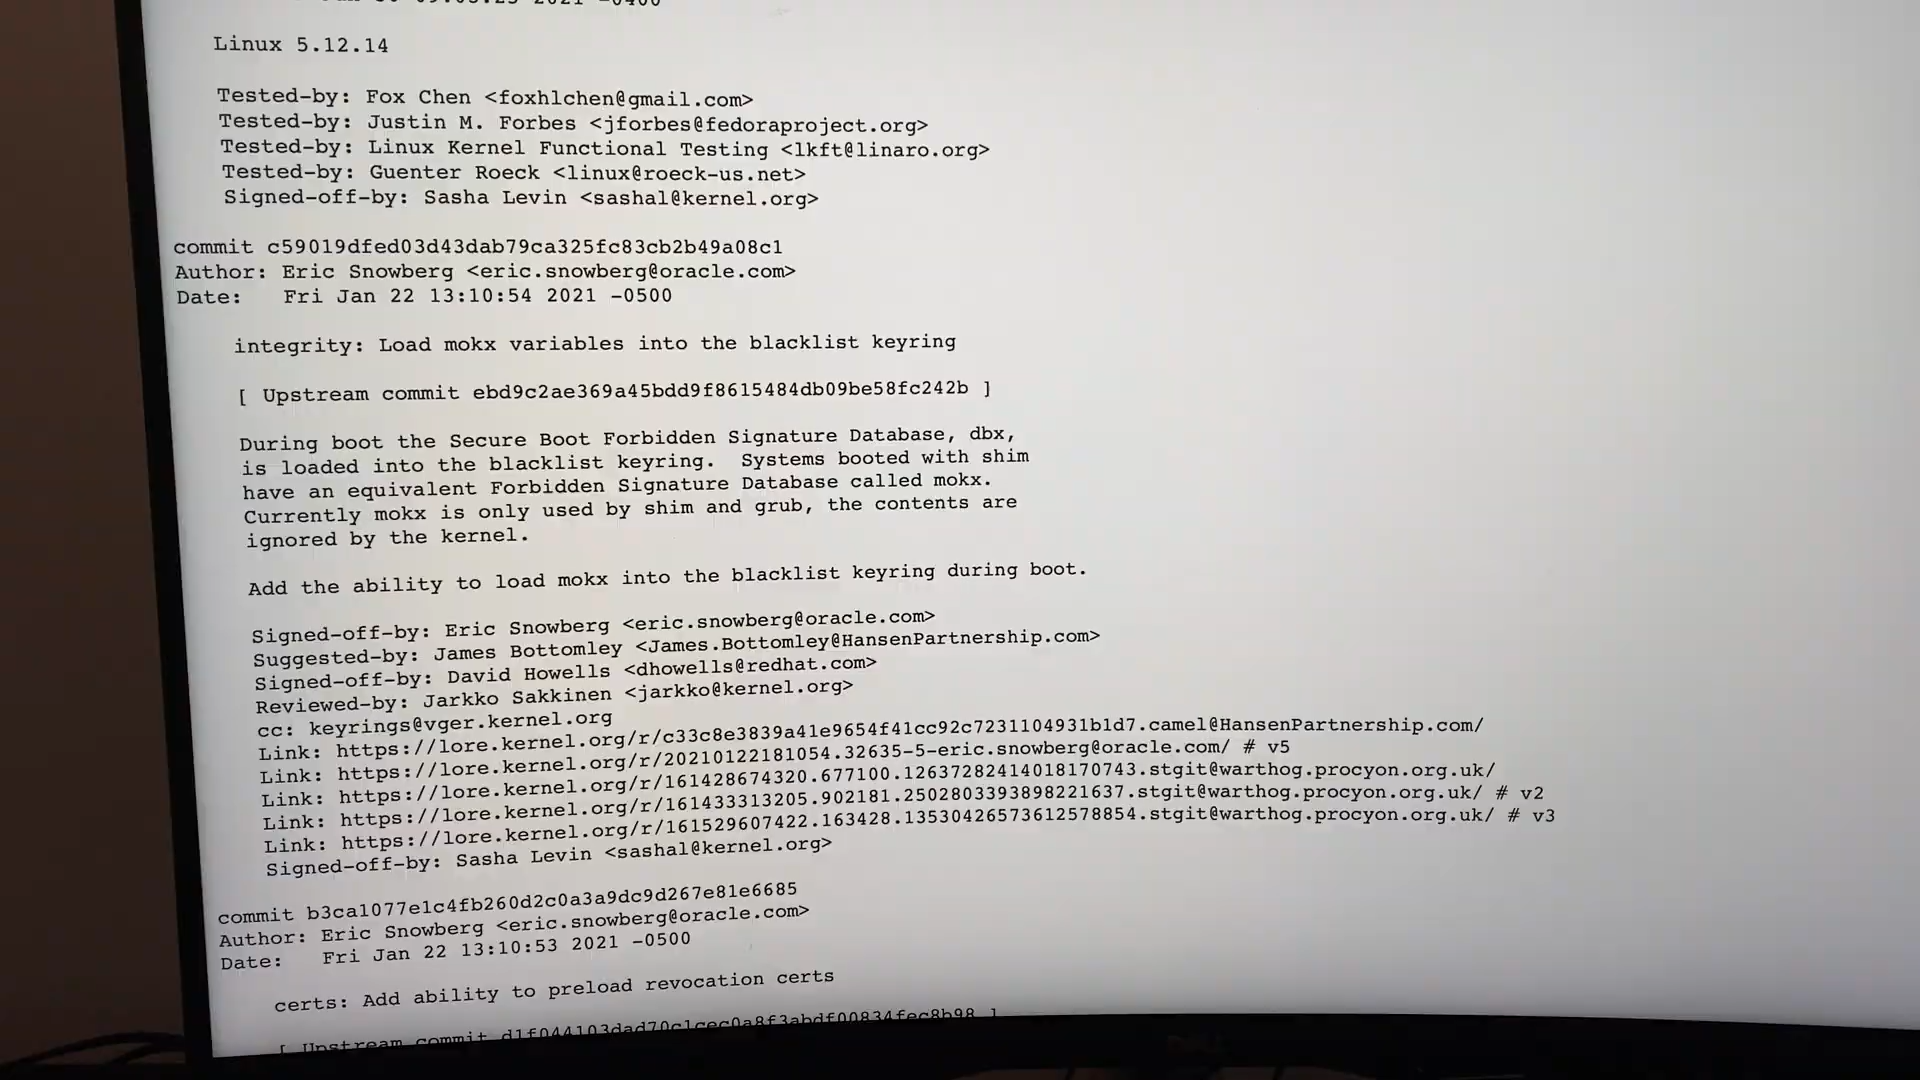 09:05:23 2021 -0400
Linux 5.12.14
Tested-by: Fox Chen <foxhlchen@gmail.com>
Tested-by: Justin M. Forbes <jforbes@fedoraproject.org>
Tested-by: Linux Kernel Functional Testing <lkft@linaro.org>
Tested-by: Guenter Roeck <linux@roeck-us.net>
Signed-off-by: Sasha Levin <sashal@kernel.org>
commit c59019dfed03d43dab79ca325fc83cb2b49a08c1
Author: Eric Snowberg <eric.snowberg@oracle.com>
Date:   Fri Jan 22 13:10:54 2021 -0500
integrity: Load mokx variables into the blacklist keyring
[ Upstream commit ebd9c2ae369a45bdd9f8615484db09be58fc242b ]
During boot the Secure Boot Forbidden Signature Database, dbx,
is loaded into the blacklist keyring.  Systems booted with shim
have an equivalent Forbidden Signature Database called mokx.
Currently mokx is only used by shim and grub, the contents are
ignored by the kernel.
Add the ability to load mokx into the blacklist keyring during boot.
Signed-off-by: Eric Snowberg <eric.snowberg@oracle.com>
Suggested-by: James Bottomley <James.Bottomley@HansenPartnership.com>
Signed-off-by: David Howells <dhowells@redhat.com>
Reviewed-by: Jarkko Sakkinen <jarkko@kernel.org>
cc: keyrings@vger.kernel.org
Link: https://lore.kernel.org/r/c33c8e3839a41e9654f41cc92c7231104931b1d7.camel@HansenPartnership.com/
Link: https://lore.kernel.org/r/20210122181054.32635-5-eric.snowberg@oracle.com/ # v5
Link: https://lore.kernel.org/r/161428674320.677100.12637282414018170743.stgit@warthog.procyon.org.uk/
Link: https://lore.kernel.org/r/161433313205.902181.2502803393898221637.stgit@warthog.procyon.org.uk/ # v2
Link: https://lore.kernel.org/r/161529607422.163428.13530426573612578854.stgit@warthog.procyon.org.uk/ # v3
Signed-off-by: Sasha Levin <sashal@kernel.org>
commit b3ca1077e1c4fb260d2c0a3a9dc9d267e81e6685
Author: Eric Snowberg <eric.snowberg@oracle.com>
Date:   Fri Jan 22 13:10:53 2021 -0500
certs: Add ability to preload revocation certs
[ Upstream commit d1f044103dad70c1cec0a8f3abdf00834fec8b98 ]